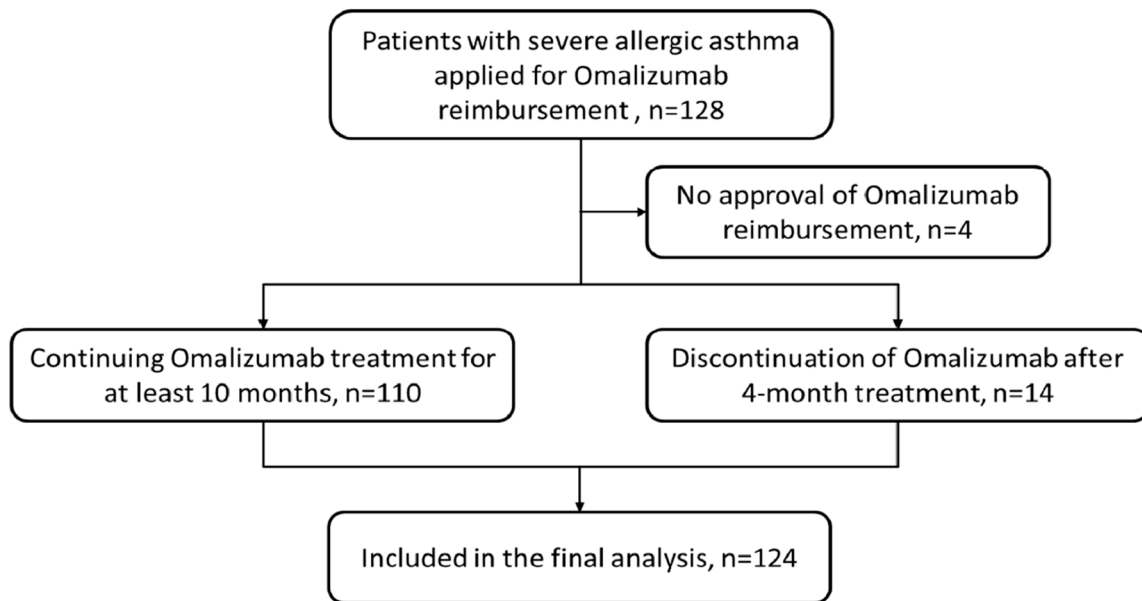 Patients with severe allergic asthma
applied for Omalizumab
reimbursement , n=128
No approval of Omalizumab
reimbursement, n=4
Continuing Omalizumab treatment for
at least 10 months, n=110
Discontinuation of Omalizumab after
4-month treatment, n=14
Included in the final analysis, n=124